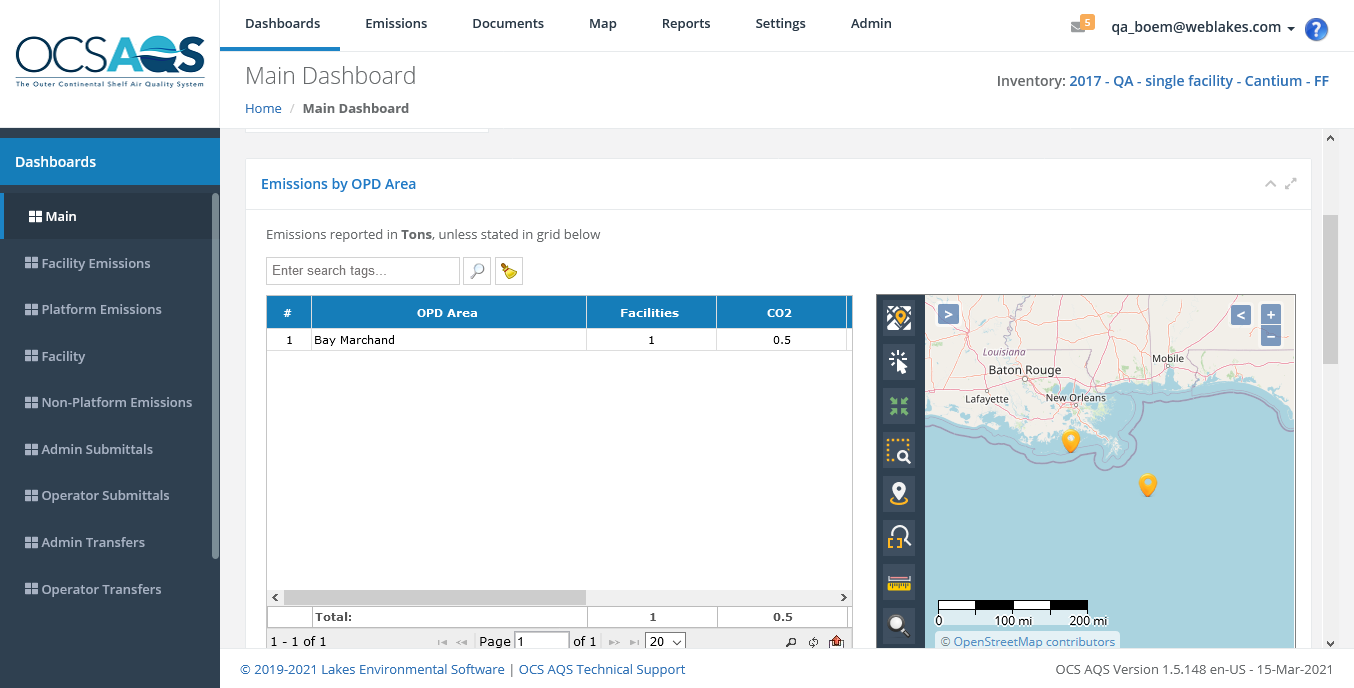 OCSAQS
The Outer Continental Shelf Air Quality System
Dashboards Emissions Documents Map Reports Settings Admin
5
qa_boem@weblakes.com
?
Main Dashboard
Home / Main Dashboard
Inventory: 2017 - QA - single facility - Cantium - FF
Dashboards
Main
Facility Emissions
Platform Emissions
Facility
Non-Platform Emissions
Admin Submittals
Operator Submittals
Admin Transfers
Operator Transfers
Emissions by OPD Area
Emissions reported in Tons, unless stated in grid below
Enter search tags...
# OPD Area Facilities CO2
1 Bay Marchand 1 0.5
Total: 1 0.5
1 - 1 of 1 Page 1 of 1 20
> < +
−
Louisiana
Mobile
Baton Rouge
Lafayette
New Orleans
0 100 mi 200 mi
© OpenStreetMap contributors
© 2019-2021 Lakes Environmental Software | OCS AQS Technical Support
OCS AQS Version 1.5.148 en-US - 15-Mar-2021